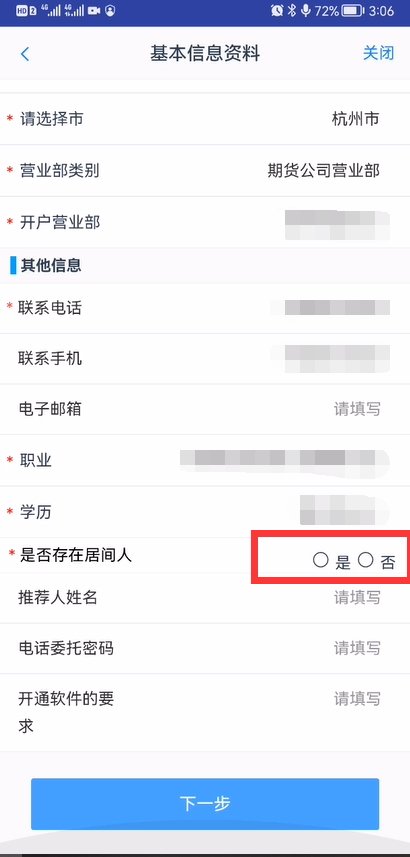 HD 2 4G 4G 72% 3:06
基本信息资料 关闭
* 请选择市 杭州市
* 营业部类别 期货公司营业部
* 开户营业部
其他信息
* 联系电话
联系手机
电子邮箱 请填写
* 职业
* 学历
* 是否存在居间人 是 否
推荐人姓名 请填写
电话委托密码 请填写
开通软件的要 请填写
求
下一步